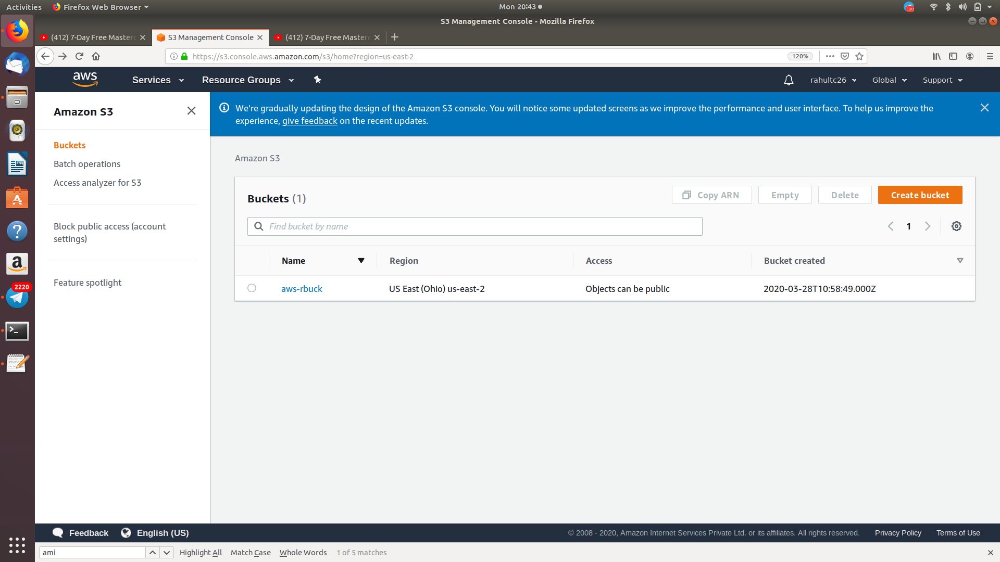 Activities
Firefox Web Browser
Mon 20:43
20
S3 Management Console - Mozilla Firefox
(412) 7-Day Free Masterc
S3 Management Console
(412) 7-Day Free Masterc
https://s3.console.aws.amazon.com/s3/home?region=us-east-2
120%
aws
Services
Resource Groups
rahultc26
Global
Support
Amazon S3
Buckets
Batch operations
Access analyzer for S3
Block public access (account
settings)
Feature spotlight
We're gradually updating the design of the Amazon S3 console. You will notice some updated screens as we improve the performance and user interface. To help us improve the
experience, give feedback on the recent updates.
Amazon S3
Buckets (1)
Copy ARN
Empty
Delete
Create bucket
Find bucket by name
1
Name
Region
Access
Bucket created
aws-rbuck
US East (Ohio) us-east-2
Objects can be public
2020-03-28T10:58:49.000Z
2220
Feedback
English (US)
© 2008 - 2020, Amazon Internet Services Private Ltd. or its affiliates. All rights reserved.
Privacy Policy
Terms of Use
ami
Highlight All
Match Case
Whole Words
1 of 5 matches